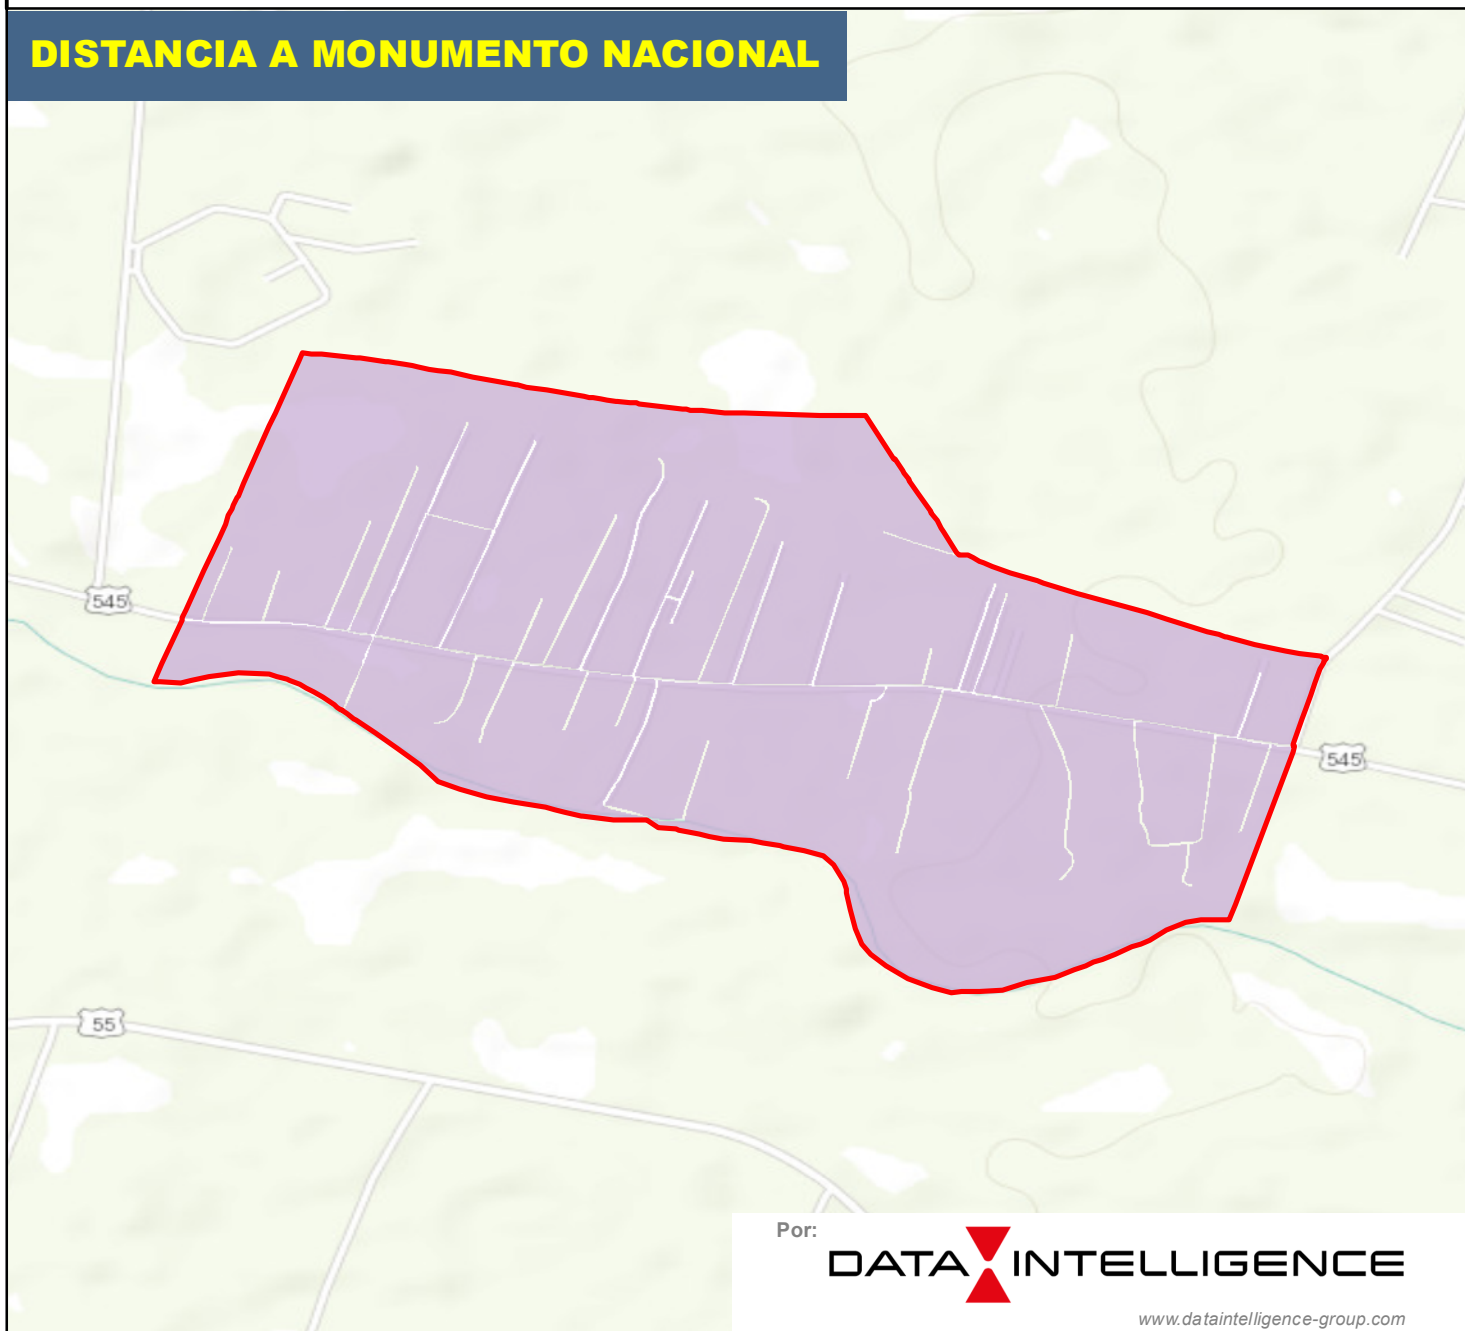 DISTANCIA A MONUMENTO NACIONAL
545
545
55
Por:
DATA INTELLIGENCE
www.dataintelligence-group.com